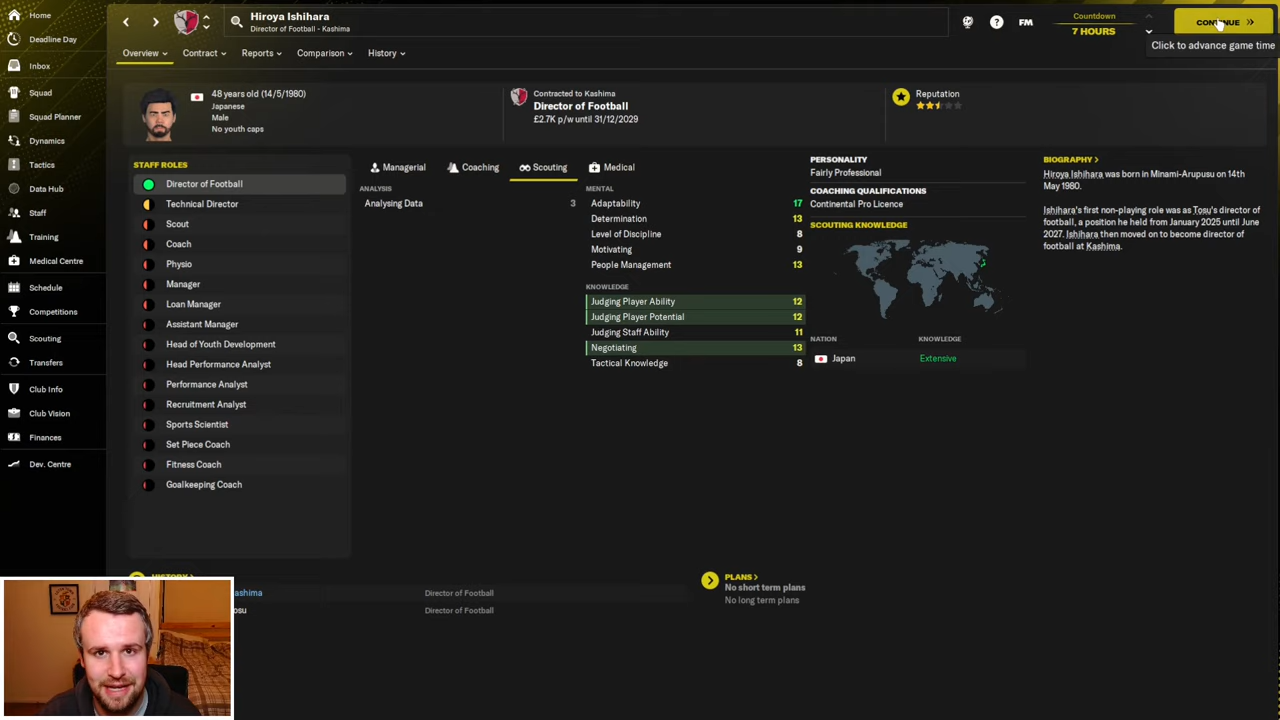 Home
Deadline Day
Inbox
Squad
Squad Planner
Dynamics
Tactics
Data Hub
Staff
Training
Medical Centre
Schedule
Competitions
Scouting
Transfers
Club Info
Club Vision
Finances
Dev. Centre
Hiroya Ishihara
Director of Football - Kashima
FM
Countdown
7 HOURS
CONTINUE
Click to advance game time
Overview
Contract
Reports
Comparison
History
48 years old (14/5/1980)
Japanese
Male
No youth caps
Contracted to Kashima
Director of Football
£2.7K p/w until 31/12/2029
Reputation
STAFF ROLES
Director of Football
Technical Director
Scout
Coach
Physio
Manager
Loan Manager
Assistant Manager
Head of Youth Development
Head Performance Analyst
Performance Analyst
Recruitment Analyst
Sports Scientist
Set Piece Coach
Fitness Coach
Goalkeeping Coach
Managerial
Coaching
Scouting
Medical
ANALYSIS
Analysing Data 3
MENTAL
Adaptability 17
Determination 13
Level of Discipline 8
Motivating 9
People Management 13
KNOWLEDGE
Judging Player Ability 12
Judging Player Potential 12
Judging Staff Ability 11
Negotiating 13
Tactical Knowledge 8
PERSONALITY
Fairly Professional
COACHING QUALIFICATIONS
Continental Pro Licence
SCOUTING KNOWLEDGE
NATION KNOWLEDGE
Japan Extensive
BIOGRAPHY >
Hiroya Ishihara was born in Minami-Arupusu on 14th
May 1980.
Ishihara's first non-playing role was as Tosu's director of
football, a position he held from January 2025 until June
2027. Ishihara then moved on to become director of
football at Kashima.
Director of Football
Director of Football
PLANS >
No short term plans
No long term plans